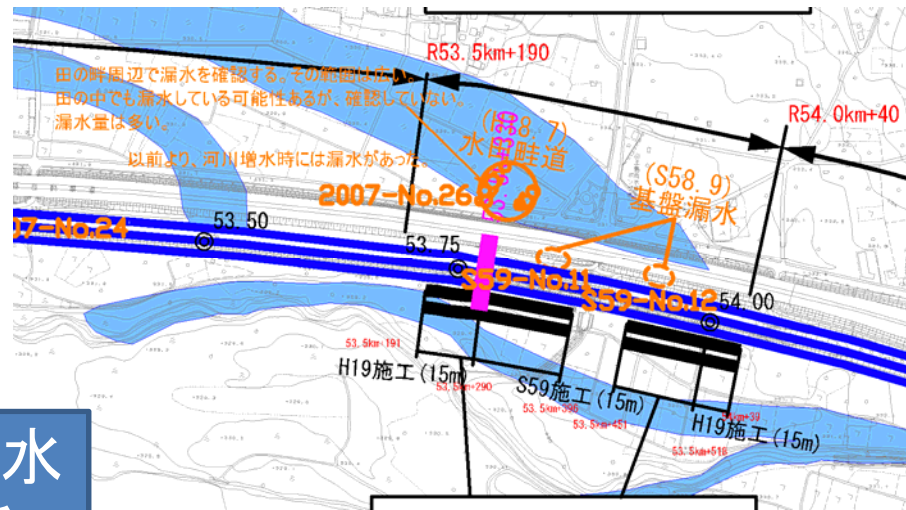 R53.5km+190
R54.0km+40
田の畔周辺で漏水を確認する。その範囲は広い。
田の中でも漏水している可能性あるが、確認していない。
漏水量は多い。
以前より、河川増水時には漏水があった。
水田畦道
2007-No.26
(S58.9)
基盤漏水
07-No.24
53.50
53.75
S59-No.11
S59-No.12
54.00
53.5km+191
H19施工(15m)
53.5km+290
S59施工(15m)
53.5km+396
53.5km+451
H19施工(15m)
53.5km+518
水